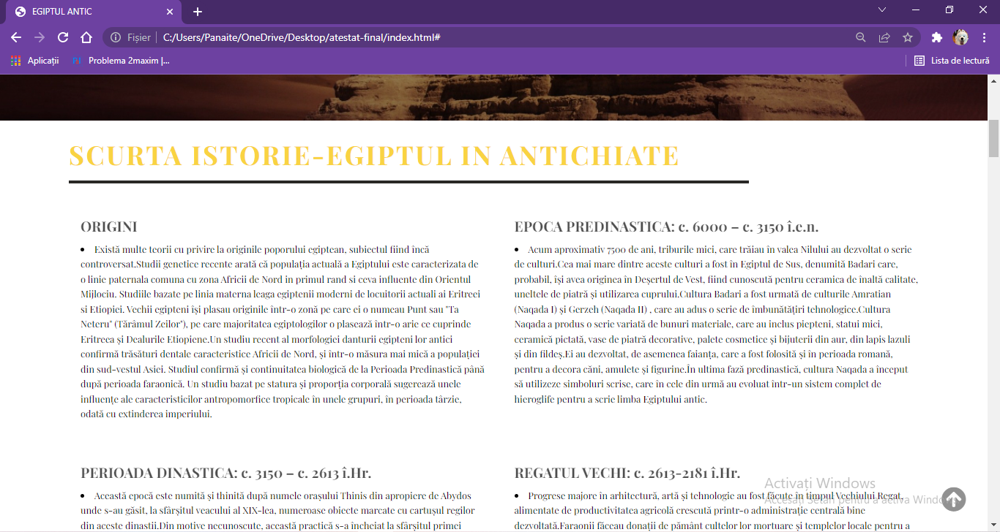 EGIPTUL ANTIC
Fișier C:/Users/Panaite/OneDrive/Desktop/atestat-final/index.html#
Aplicații Problema 2maxim |... Lista de lectură
SCURTA ISTORIE-EGIPTUL IN ANTICHIATE
ORIGINI
Există multe teorii cu privire la originile poporului egiptean, subiectul fiind încă
controversat.Studii genetice recente arată că populația actuală a Egiptului este caracterizata de
o linie paternala comuna cu zona Africii de Nord in primul rand si ceva influente din Orientul
Mijlociu. Studiile bazate pe linia materna leaga egiptenii moderni de locuitorii actuali ai Eritreei
si Etiopiei. Vechii egipteni își plasau originile într-o zonă pe care ei o numeau Punt sau "Ta
Neteru" (Tărâmul Zeilor"), pe care majoritatea egiptologilor o plasează într-o arie ce cuprinde
Eritreea și Dealurile Etiopiene.Un studiu recent al morfologiei danturii egipteni lor antici
confirmă trăsături dentale caracteristice Africii de Nord, și într-o măsura mai mică a populației
din sud-vestul Asiei. Studiul confirmă și continuitatea biologică de la Perioada Predinastică până
după perioada faraonică. Un studiu bazat pe statura și proporția corporală sugerează unele
influențe ale caracteristicilor antropomorfice tropicale în unele grupuri, în perioada târzie,
odată cu extinderea imperiului.
EPOCA PREDINASTICA: c. 6000 – c. 3150 î.e.n.
Acum aproximativ 7500 de ani, triburile mici, care trăiau in valea Nilului au dezvoltat o serie
de culturi.Cea mai mare dintre aceste culturi a fost în Egiptul de Sus, denumită Badari care,
probabil, își avea originea în Deșertul de Vest, fiind cunoscută pentru ceramica de înaltă calitate,
uneltele de piatră și utilizarea cuprului.Cultura Badari a fost urmată de culturile Amratian
(Naqada I) și Gerzeh (Naqada II) , care au adus o serie de îmbunătățiri tehnologice.Cultura
Naqada a produs o serie variată de bunuri materiale, care au inclus piepteni, statui mici,
ceramică pictată, vase de piatră decorative, palete cosmetice și bijuterii din aur, din lapis lazuli
și din fildeș.Ei au dezvoltat, de asemenea faianța, care a fost folosită și în perioada romană,
pentru a decora căni, amulete și figurine.În ultima fază predinastică, cultura Naqada a început
să utilizeze simboluri scrise, care în cele din urmă au evoluat într-un sistem complet de
hieroglife pentru a scrie limba Egiptului antic.
PERIOADA DINASTICA: c. 3150 – c. 2613 î.Hr.
Această epocă este numită și thinită după numele orașului Thinis din apropiere de Abydos
unde s-au găsit, la sfârșitul veacului al XIX-lea, numeroase obiecte marcate cu cartușul regilor
din aceste dinastii.Din motive necunoscute, această practică s-a încheiat la sfârșitul primei
REGATUL VECHI: c. 2613-2181 î.Hr.
Progrese majore în arhitectură, artă și tehnologie au fost făcute in timpul Vechiului Regat,
alimentate de productivitatea agricolă crescută printr-o administrație centrală bine
dezvoltată.Faraonii făceau donații de pământ cultelor lor mortuare și templelor locale pentru a
Activați Windows
Accesați Setări pentru a activa Windows